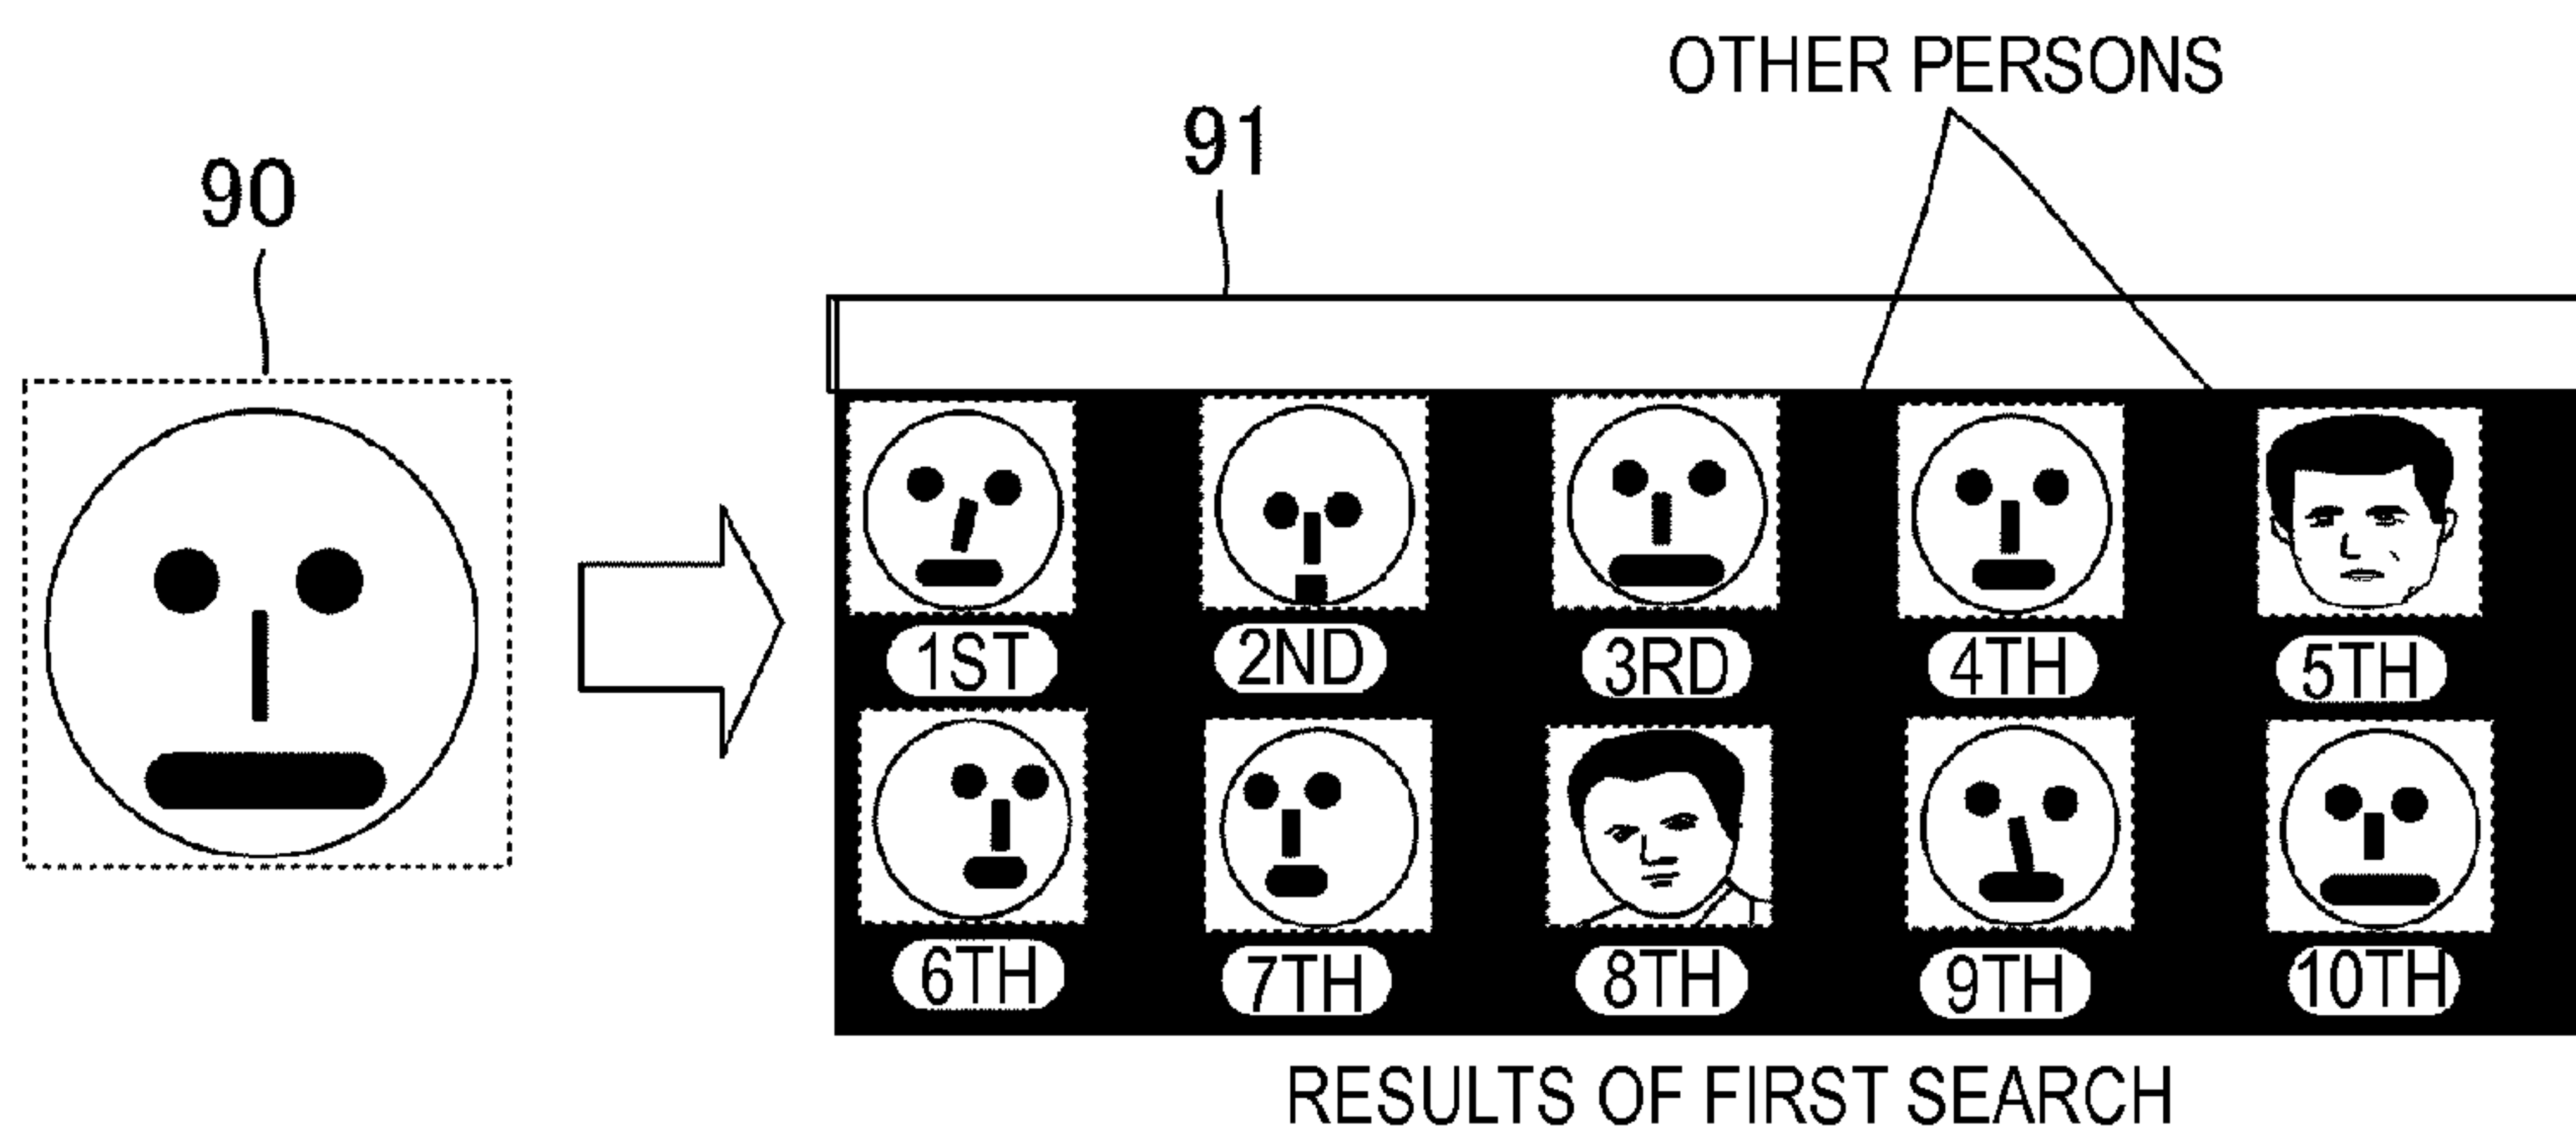 OTHER PERSONS
91
90
1ST 2ND 3RD 4TH 5TH
6TH 7TH 8TH 9TH 10TH
RESULTS OF FIRST SEARCH